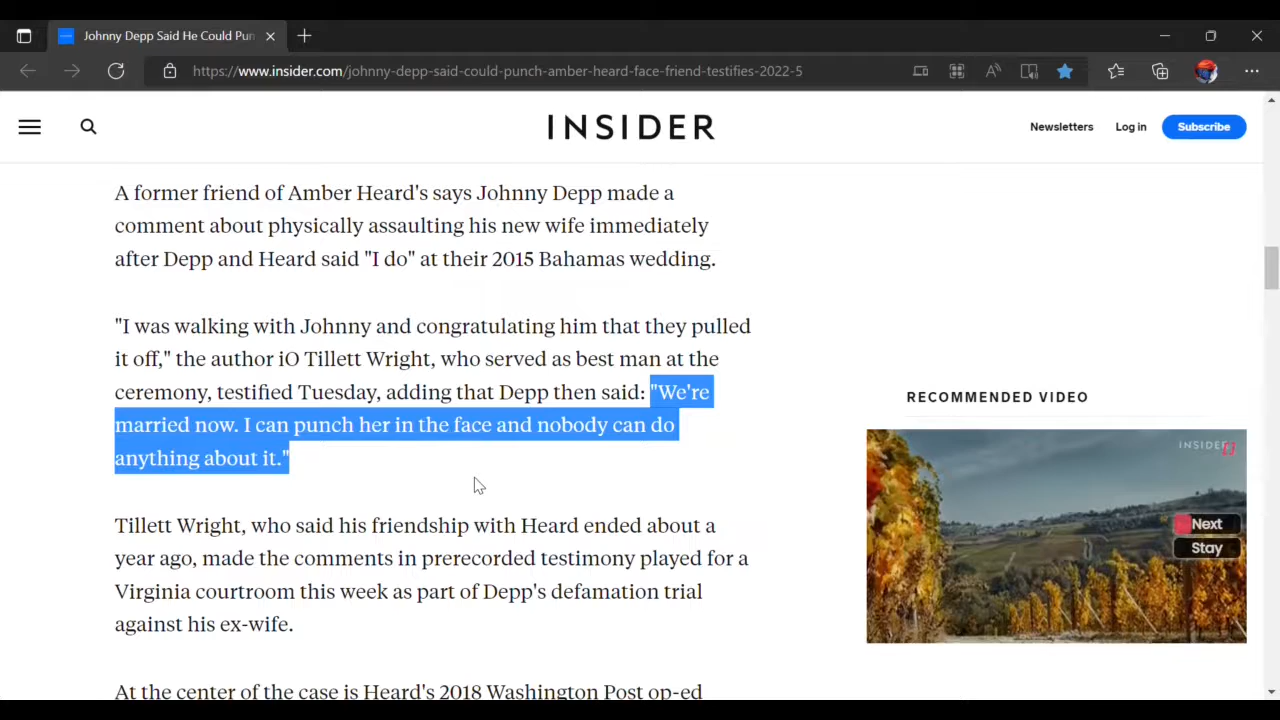 Johnny Depp Said He Could Pun
https://www.insider.com/johnny-depp-said-could-punch-amber-heard-face-friend-testifies-2022-5
INSIDER
Newsletters
Log in
Subscribe
A former friend of Amber Heard's says Johnny Depp made a
comment about physically assaulting his new wife immediately
after Depp and Heard said "I do" at their 2015 Bahamas wedding.
"I was walking with Johnny and congratulating him that they pulled
it off," the author iO Tillett Wright, who served as best man at the
ceremony, testified Tuesday, adding that Depp then said: "We're
married now. I can punch her in the face and nobody can do
anything about it."
Tillett Wright, who said his friendship with Heard ended about a
year ago, made the comments in prerecorded testimony played for a
Virginia courtroom this week as part of Depp's defamation trial
against his ex-wife.
At the center of the case is Heard's 2018 Washington Post op-ed
RECOMMENDED VIDEO
INSIDER
Next
Stay